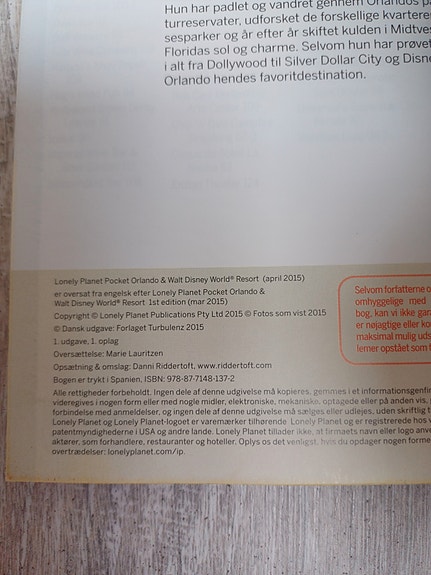 Hun har padlet og vandret gennem Orlandos
turreservater, udforsket de forskellige kvarterer
sesparker og år efter år skiftet kulden i Midtves
Floridas sol og charme. Selvom hun har prøvet
i alt fra Dollywood til Silver Dollar City og Disne
Orlando hendes favoritdestination.
Lonely Planet Pocket Orlando & Walt Disney World® Resort (april 2015)
er oversat fra engelsk efter Lonely Planet Pocket Orlando &
Walt Disney World® Resort 1st edition (mar 2015)
Copyright © Lonely Planet Publications Pty Ltd 2015 © Fotos som vist 2015
© Dansk udgave: Forlaget Turbulenz 2015
1. udgave, 1. oplag
Oversættelse: Marie Lauritzen
Opsætning & omslag: Danni Riddertoft, www.riddertoft.com
Bogen er trykt i Spanien, ISBN: 978-87-7148-137-2
Alle rettigheder forbeholdt. Ingen dele af denne udgivelse må kopieres, gemmes i et informationsgenfin
videregives i nogen form eller med nogle midler, elektroniske, mekaniske, optagede eller på anden vis,
forbindelse med anmeldelser, og ingen dele af denne udgave må sælges eller udlejes, uden skriftlig t
Lonely Planet og Lonely Planet-logoet er varemærker tilhørende Lonely Planet og er registrerede hos
patentmyndighederne i USA og andre lande. Lonely Planet tillader ikke, at firmaets navn eller logo anve
aktører, som forhandlere, restauranter og hoteller. Oplys os det venligst, hvis du opdager nogen forme
overtrædelser: lonelyplanet.com/ip.
Selvom forfatterne o
omhyggelige med
bog, kan vi ikke gara
er nøjagtige eller ko
maksimal mulig uds
lemer opstået som f